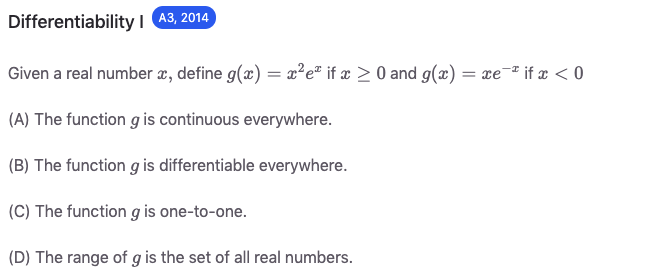 Differentiability I A3, 2014
Given a real number x, define g(x) = x²eˣ if x ≥ 0 and g(x) = xe⁻ˣ if x < 0
(A) The function g is continuous everywhere.
(B) The function g is differentiable everywhere.
(C) The function g is one-to-one.
(D) The range of g is the set of all real numbers.